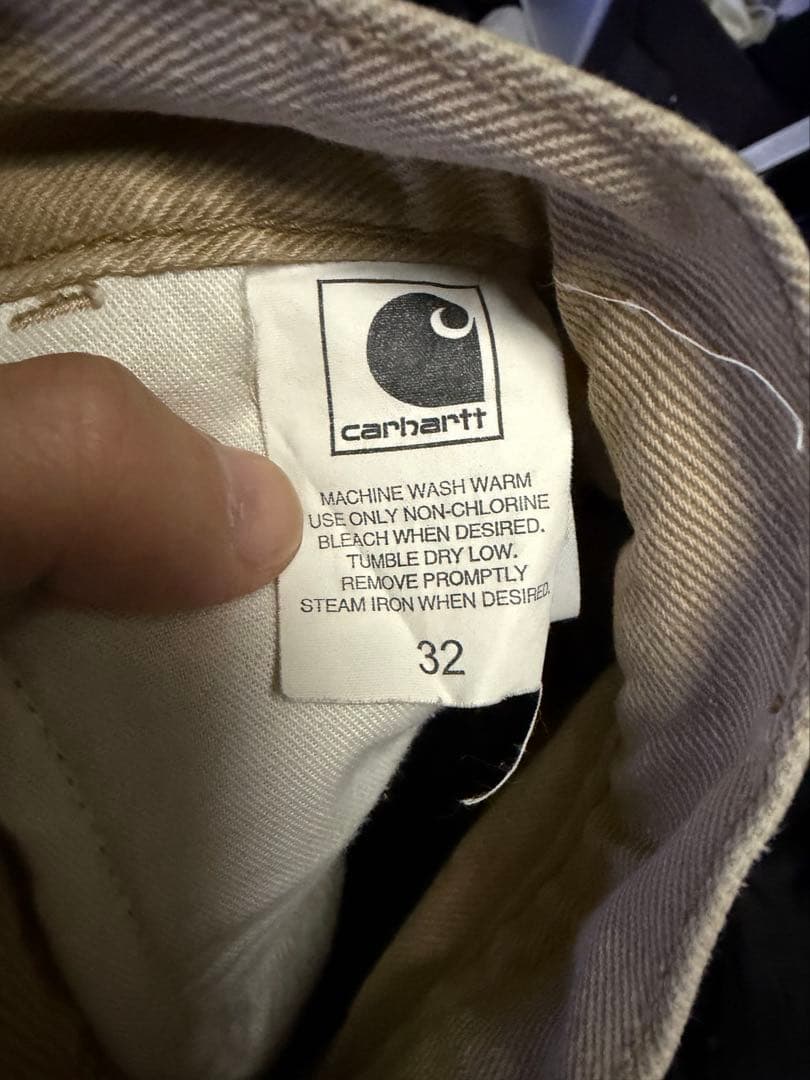 carhartt
MACHINE WASH WARM
USE ONLY NON-CHLORINE
BLEACH WHEN DESIRED.
TUMBLE DRY LOW.
REMOVE PROMPTLY
STEAM IRON WHEN DESIRED.
32